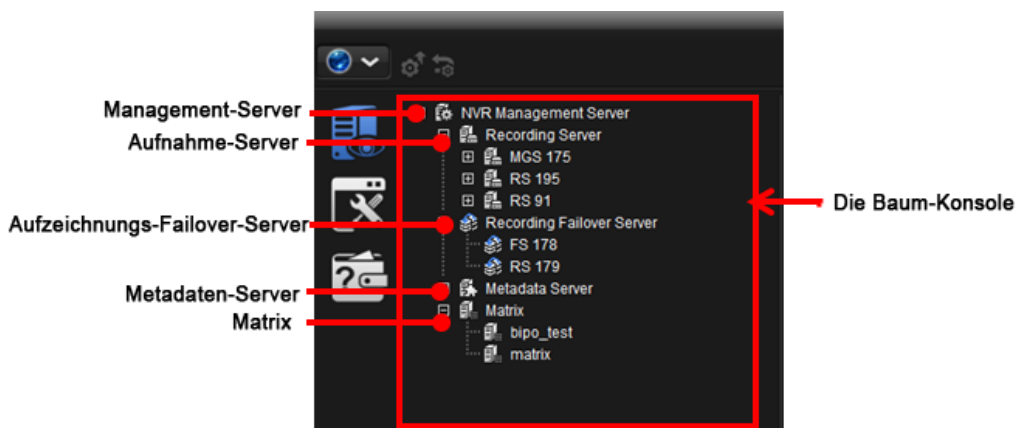 Management-Server
NVR Management Server
Aufnahme-Server
Recording Server
MGS 175
RS 195
RS 91
Die Baum-Konsole
Aufzeichnungs-Failover-Server
Recording Failover Server
FS 178
RS 179
Metadaten-Server
Metadata Server
Matrix
Matrix
bipo_test
matrix